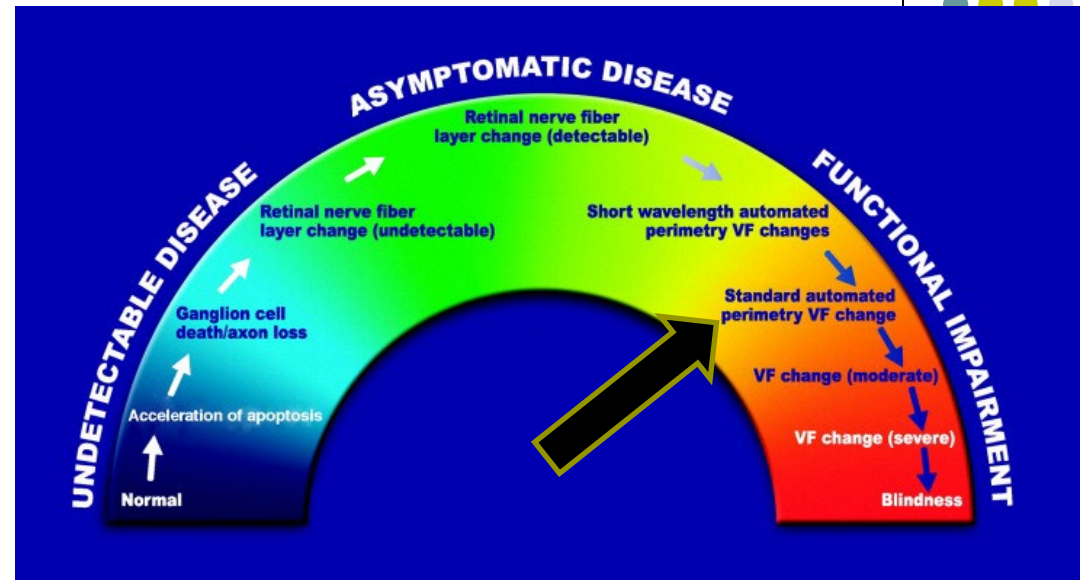 UNDETECTABLE DISEASE
ASYMPTOMATIC DISEASE
FUNCTIONAL IMPAIRMENT
Normal
Acceleration of apoptosis
Ganglion cell
death/axon loss
Retinal nerve fiber
layer change (undetectable)
Retinal nerve fiber
layer change (detectable)
Short wavelength automated
perimetry VF changes
Standard automated
perimetry VF change
VF change (moderate)
VF change (severe)
Blindness